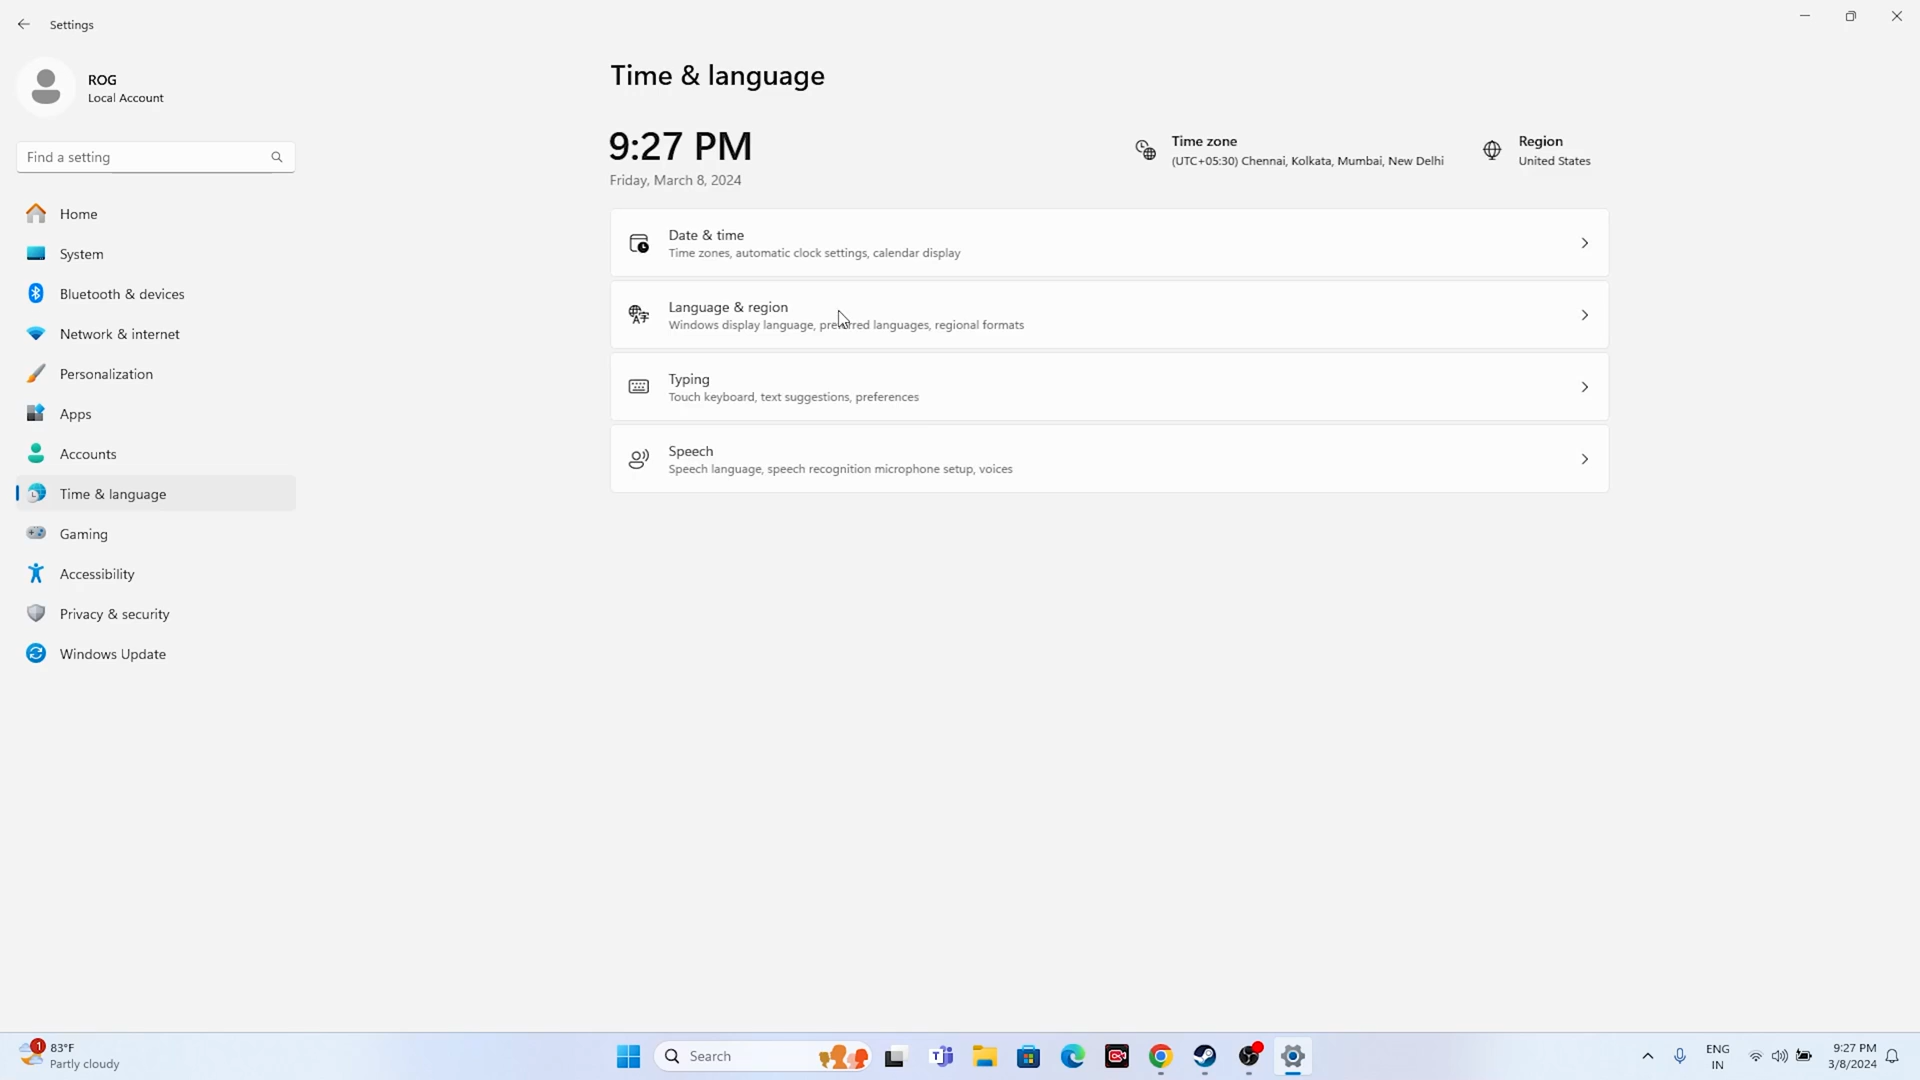 Settings
ROG
Local Account
Find a setting
Home
System
Bluetooth & devices
Network & internet
Personalization
Apps
Accounts
Time & language
Gaming
Accessibility
Privacy & security
Windows Update
Time & language
9:27 PM
Friday, March 8, 2024
Time zone
(UTC+05:30) Chennai, Kolkata, Mumbai, New Delhi
Region
United States
Date & time
Time zones, automatic clock settings, calendar display
Language & region
Windows display language, preferred languages, regional formats
Typing
Touch keyboard, text suggestions, preferences
Speech
Speech language, speech recognition microphone setup, voices
1
83°F
Partly cloudy
Search
ENG
IN
9:27 PM
3/8/2024